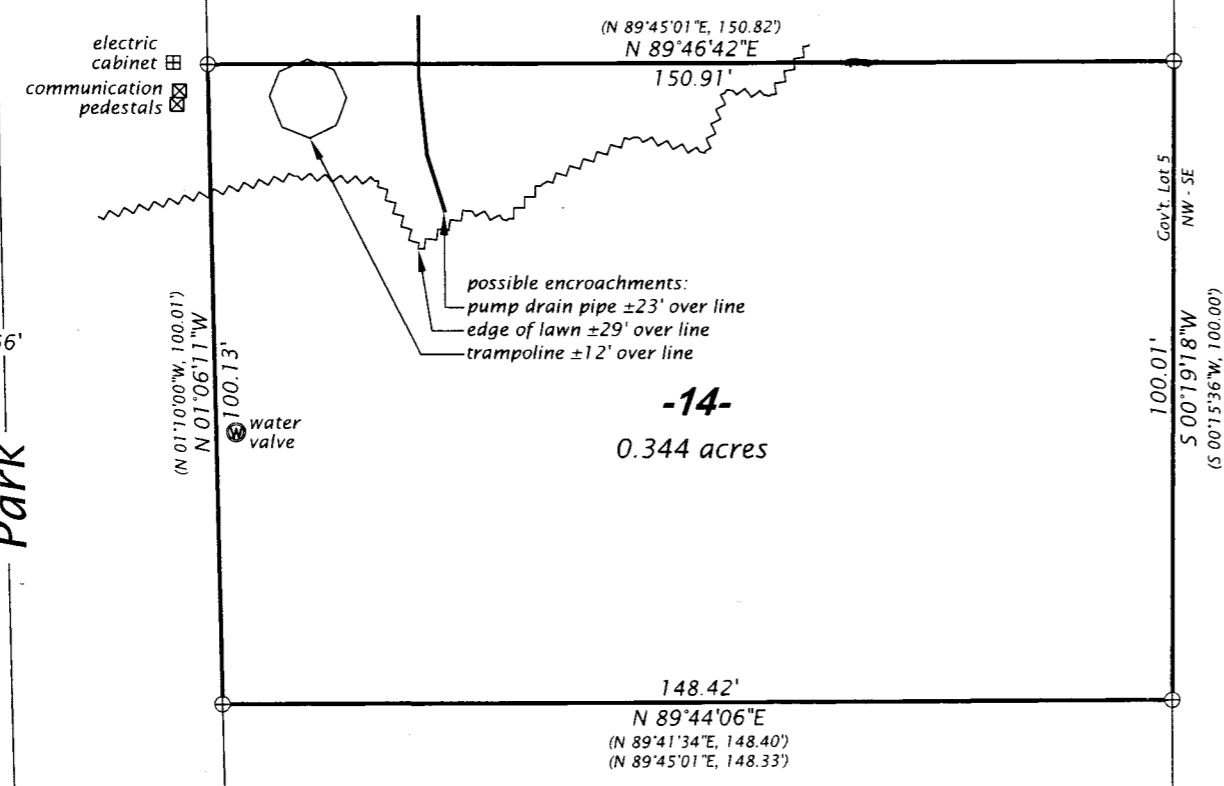 (N 89°45'01"E, 150.82')
N 89°46'42"E
150.91'
electric
cabinet
communication
pedestals
Gov't. Lot 5
NW - SE
possible encroachments:
pump drain pipe ±23' over line
edge of lawn ±29' over line
trampoline ±12' over line
(N 01°01'00"W, 100.10')
N 01°06'11"W
100.13'
W
water
valve
-14-
0.344 acres
100.01'
S 00°19'18"W
(S 00°15'36"W, 100.00')
6'
Park
148.42'
N 89°44'06"E
(N 89°41'34"E, 148.40')
(N 89°45'01"E, 148.33')